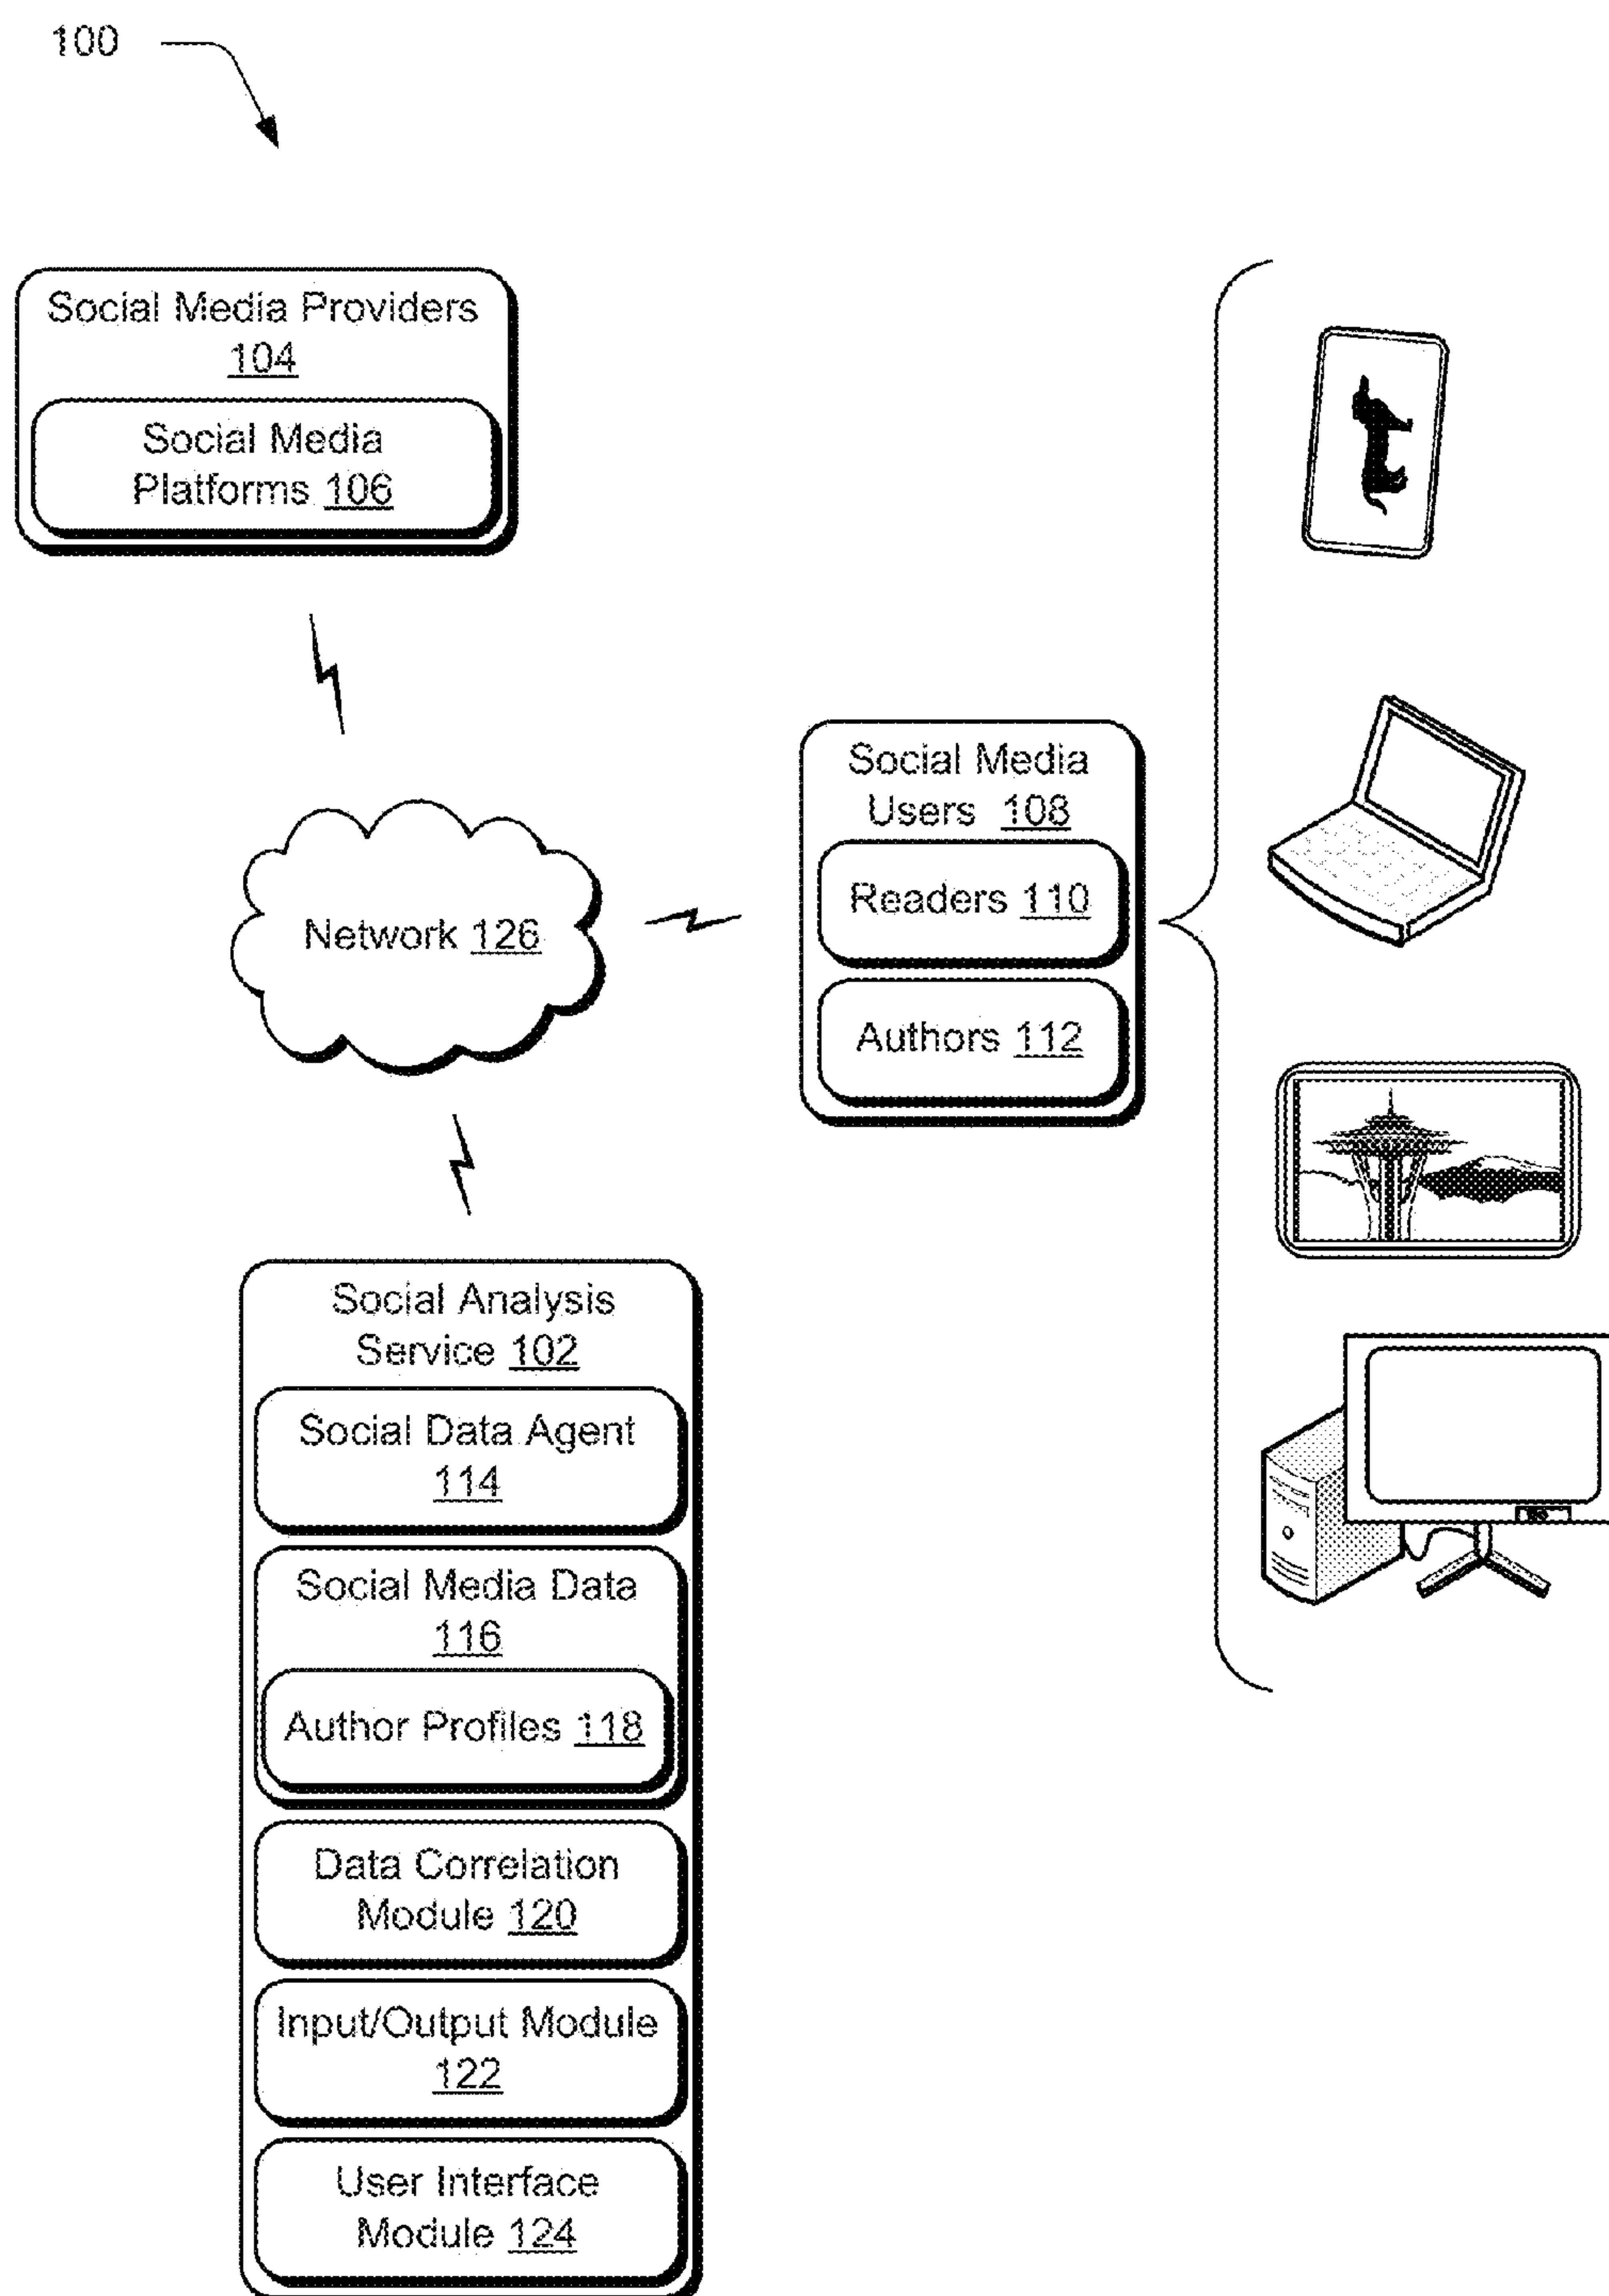 100
Social Media Providers
104
Social Media
Platforms 106
Network 126
Social Media
Users 108
Readers 110
Authors 112
Social Analysis
Service 102
Social Data Agent
114
Social Media Data
116
Author Profiles 118
Data Correlation
Module 120
Input/Output Module
122
User Interface
Module 124